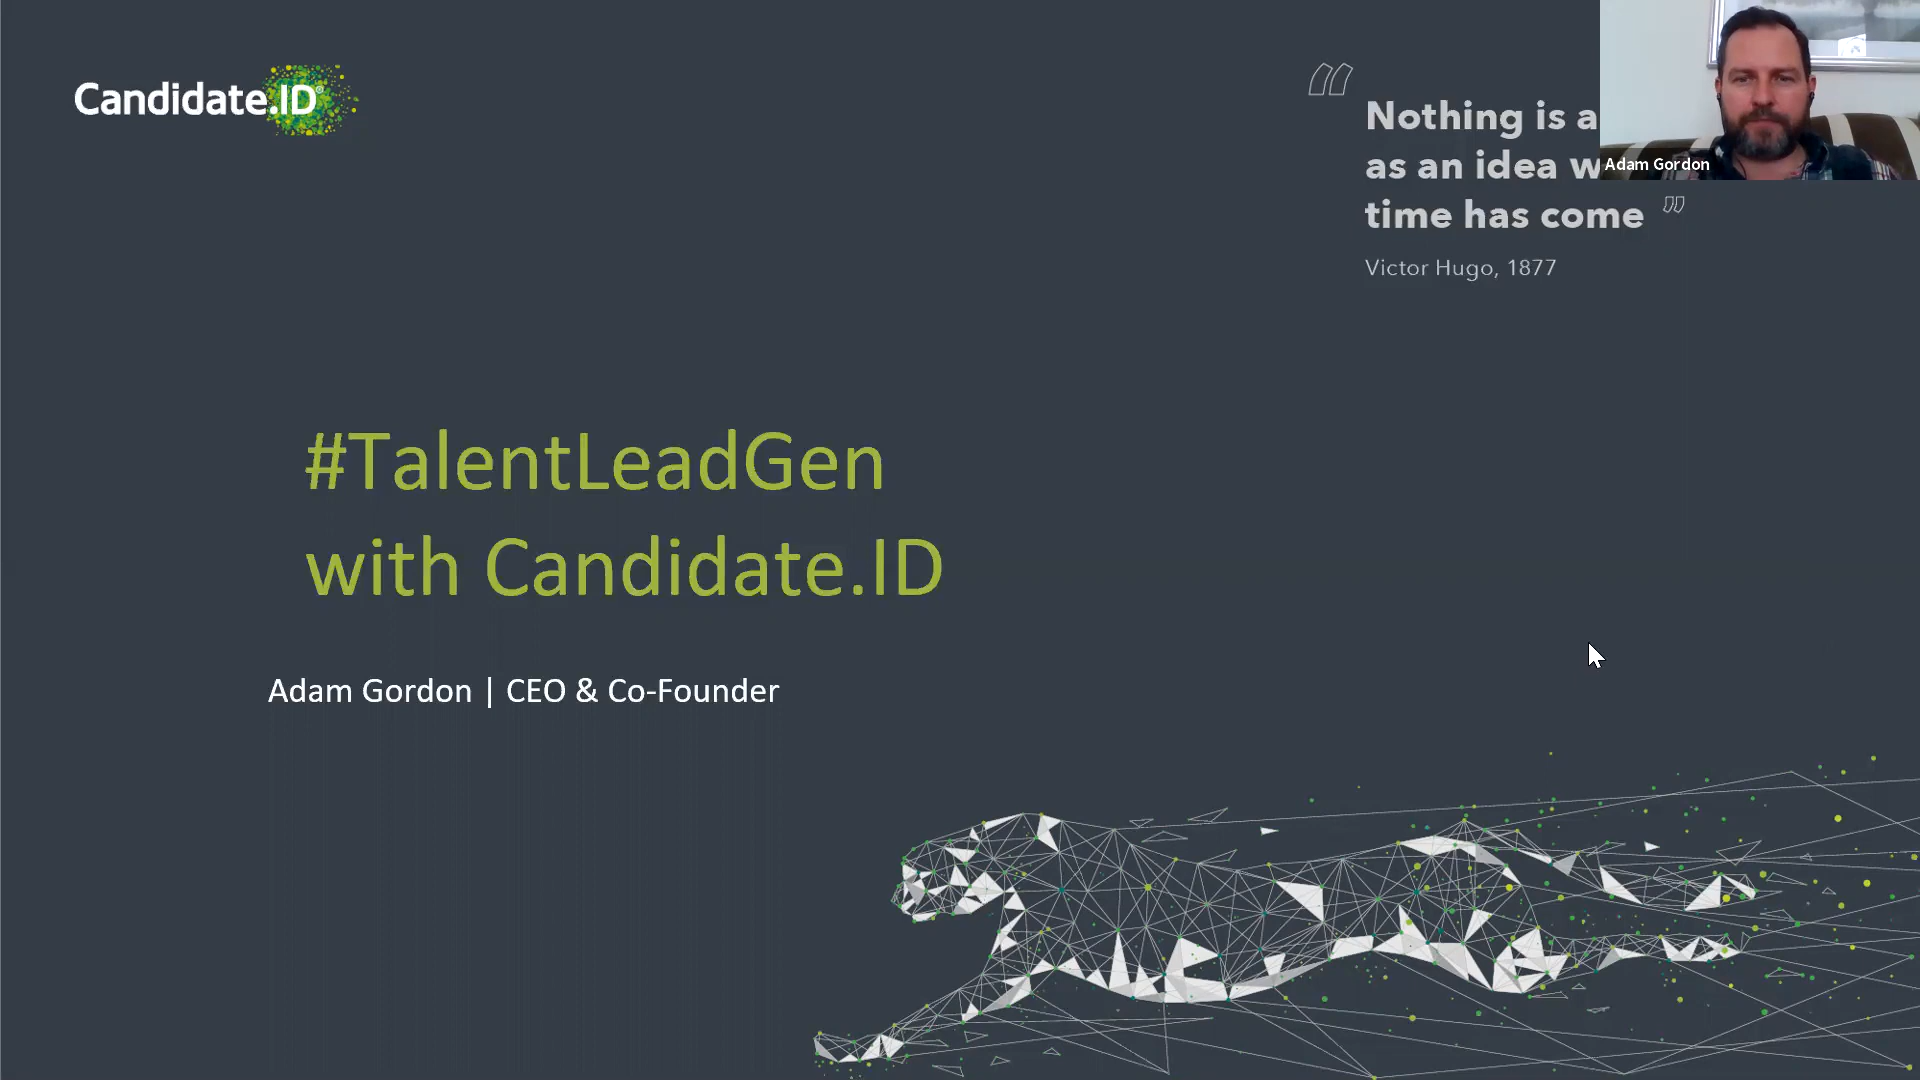 Candidate.ID®
“
Nothing is a
as an idea w
time has come ”
Victor Hugo, 1877
Adam Gordon
#TalentLeadGen
with Candidate.ID
Adam Gordon | CEO & Co-Founder